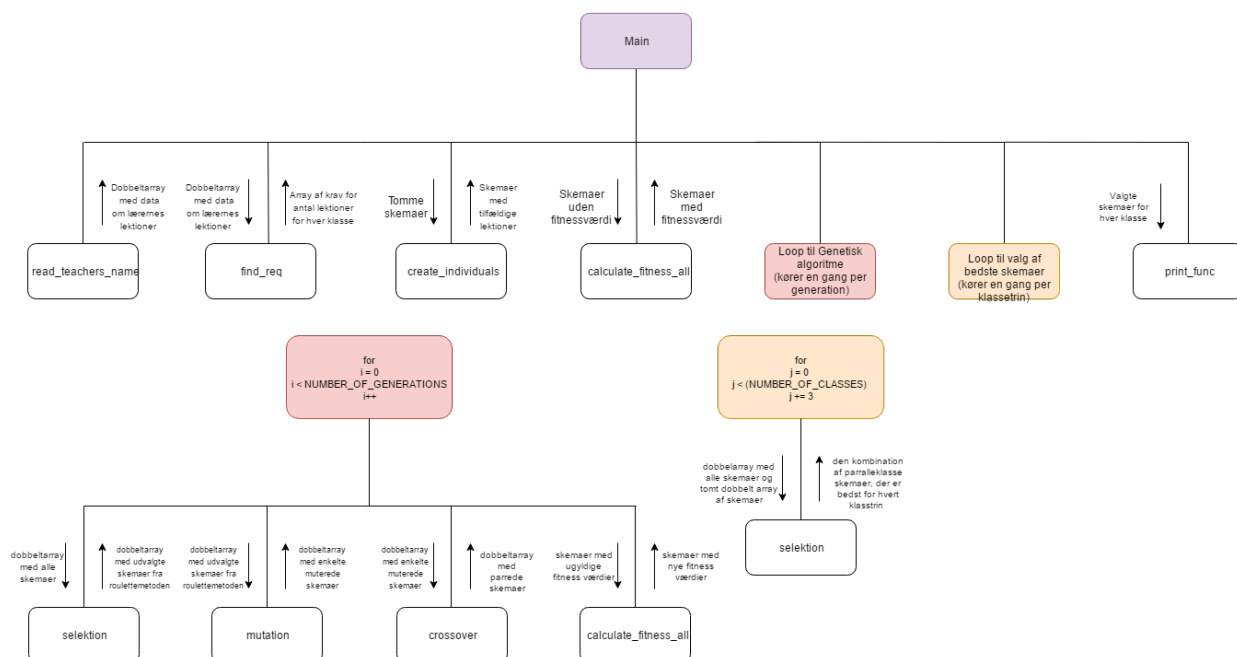 Main
Dobbeltarray
med data
om lærernes
lektioner
Dobbeltarray
med data
om lærernes
lektioner
Array af krav for
antal lektioner
for hver klasse
Tomme
skemaer
Skemaer
med
tilfældige
lektioner
Skemaer
uden
fitnessværdi
Skemaer
med
fitnessværdi
Valgte
skemaer for
hver klasse
read_teachers_name
find_req
create_individuals
calculate_fitness_all
Loop til Genetisk
algoritme
(kører en gang per
generation)
Loop til valg af
bedste skemaer
(kører en gang per
klassetrin)
print_func
for
i = 0
i < NUMBER_OF_GENERATIONS
i++
for
j = 0
j < (NUMBER_OF_CLASSES)
j += 3
dobbelarray med
alle skemaer og
tomt dobbelt array
af skemaer
den kombination
af parralleklasse
skemaer, der er
bedst for hvert
klasstrin
selektion
dobbeltarray
med alle
skemaer
dobbeltarray
med udvalgte
skemaer fra
roulettemetoden
dobbeltarray
med udvalgte
skemaer fra
roulettemetoden
dobbeltarray
med enkelte
muterede
skemaer
dobbeltarray
med enkelte
muterede
skemaer
dobbeltarray
med
parrede
skemaer
skemaer med
ugyldige
fitness værdier
skemaer med
nye fitness
værdier
selektion
mutation
crossover
calculate_fitness_all